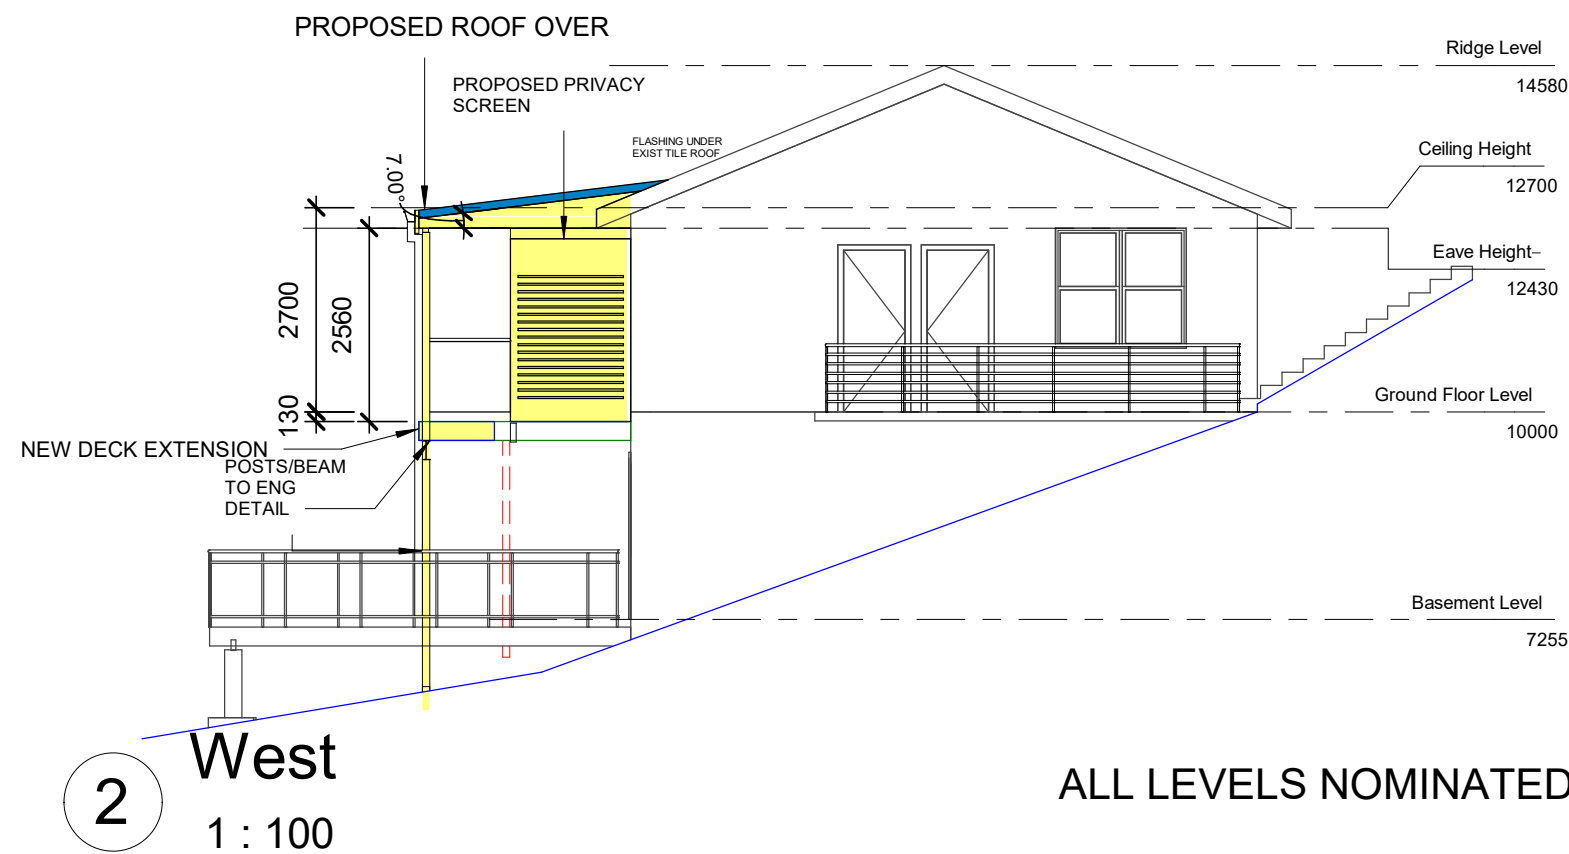 PROPOSED ROOF OVER
Ridge Level
14580
PROPOSED PRIVACY
SCREEN
FLASHING UNDER
EXIST TILE ROOF
Ceiling Height
12700
7.00°
Eave Height
12430
2700
2560
130
Ground Floor Level
10000
NEW DECK EXTENSION
POSTS/BEAM
TO ENG
DETAIL
Basement Level
7255
2
West
1 : 100
ALL LEVELS NOMINATED